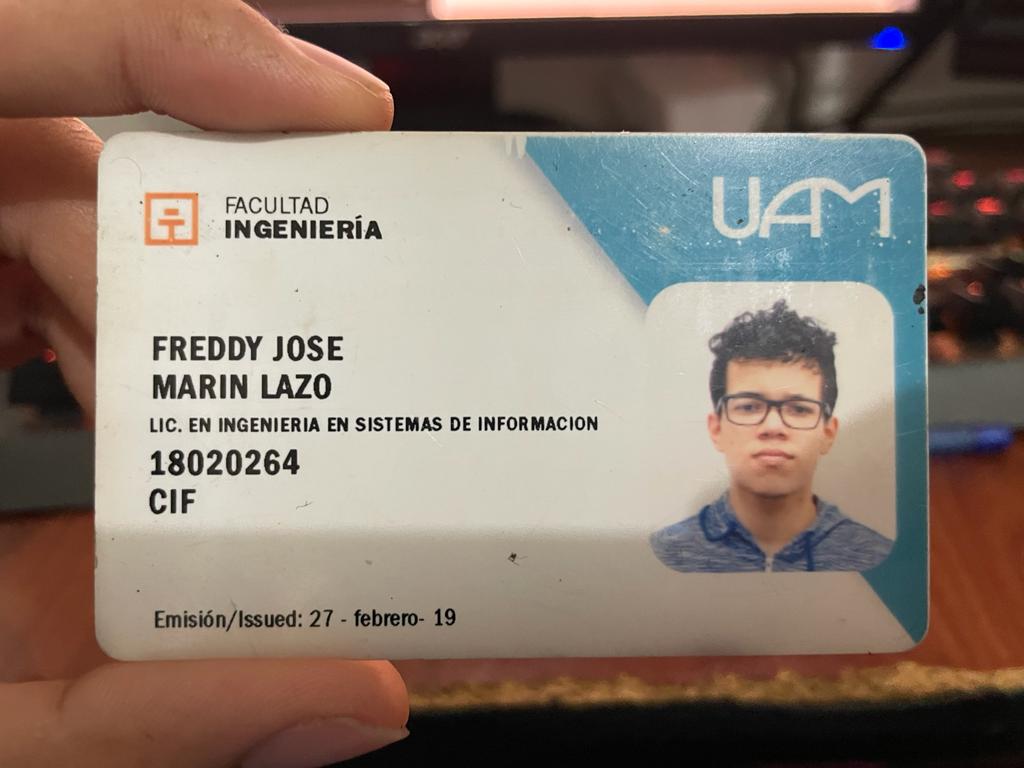 FACULTAD
INGENIERÍA
UAM
FREDDY JOSE
MARIN LAZO
LIC. EN INGENIERIA EN SISTEMAS DE INFORMACION
18020264
CIF
Emisión/Issued: 27 - febrero- 19